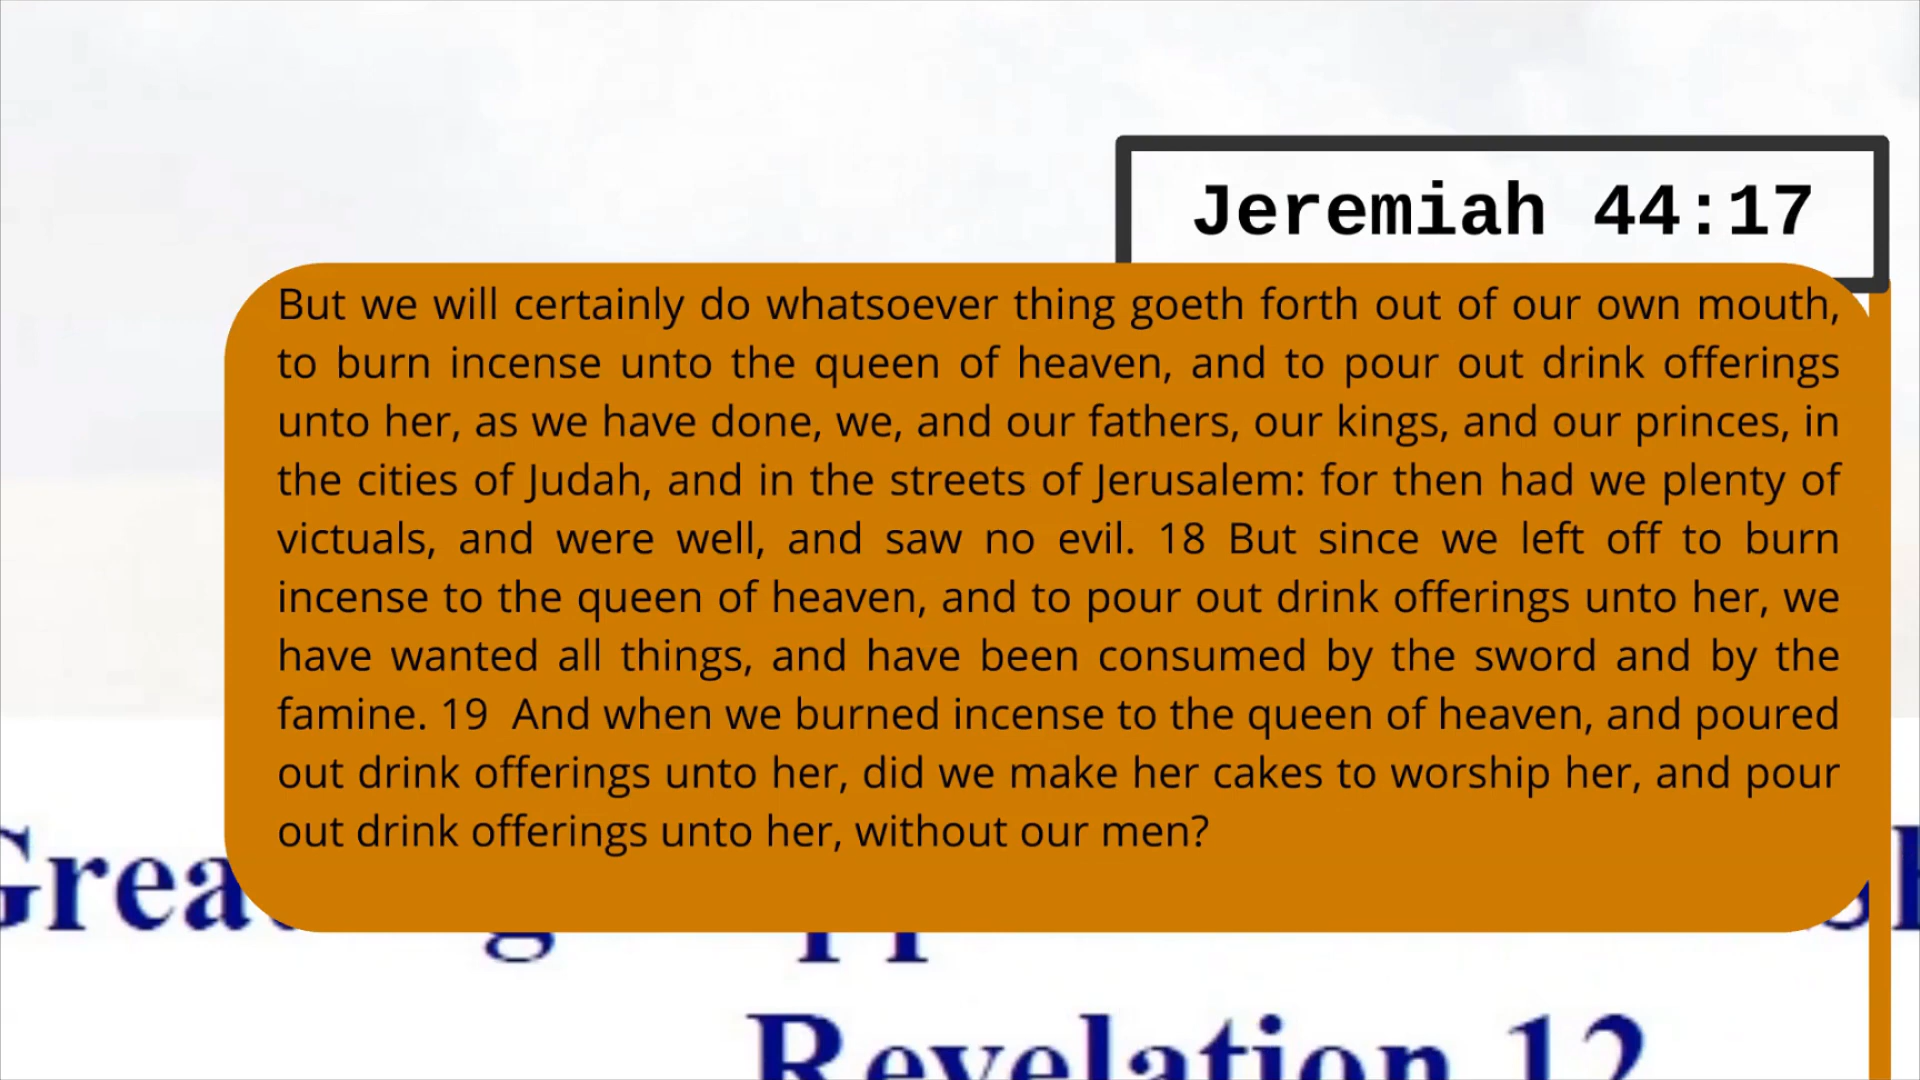 Jeremiah 44:17
But we will certainly do whatsoever thing goeth forth out of our own mouth,
to burn incense unto the queen of heaven, and to pour out drink offerings
unto her, as we have done, we, and our fathers, our kings, and our princes, in
the cities of Judah, and in the streets of Jerusalem: for then had we plenty of
victuals, and were well, and saw no evil. 18 But since we left off to burn
incense to the queen of heaven, and to pour out drink offerings unto her, we
have wanted all things, and have been consumed by the sword and by the
famine. 19 And when we burned incense to the queen of heaven, and poured
out drink offerings unto her, did we make her cakes to worship her, and pour
out drink offerings unto her, without our men?
Revelation 12